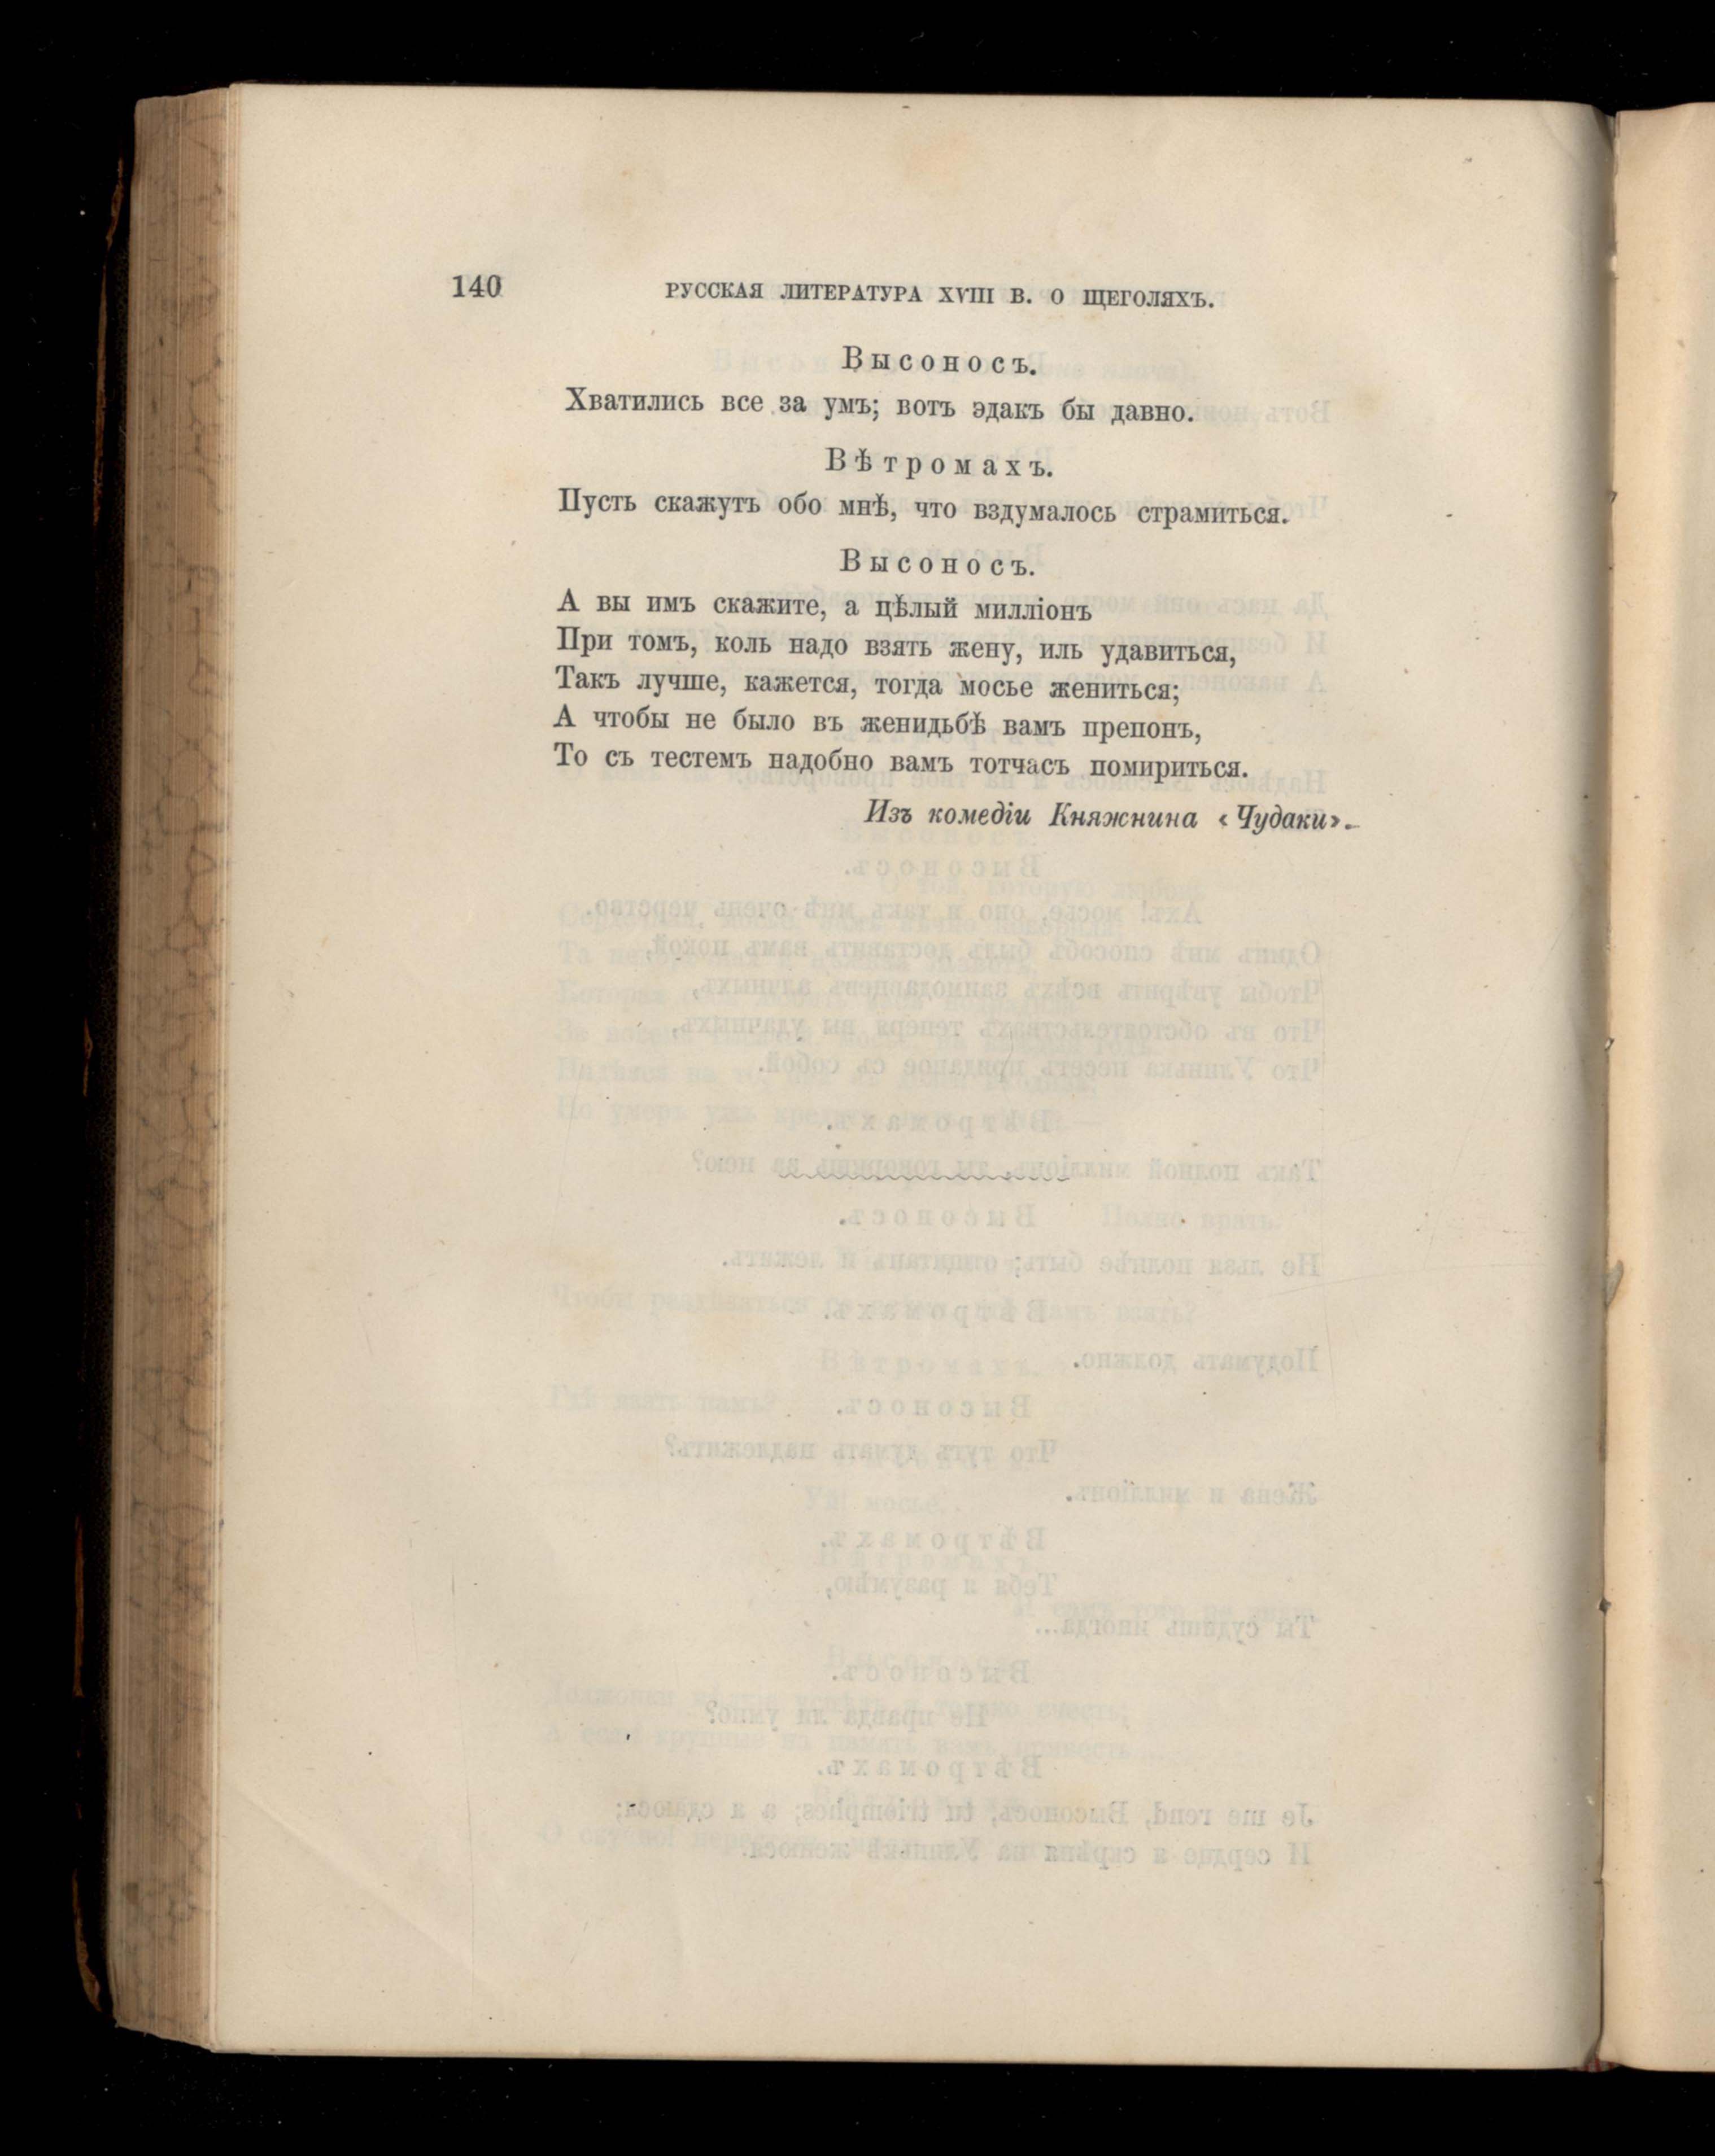 140 РУССКАЯ ЛИТЕРАТУРА XVIII В. О ЩЕГОЛЯХЪ.
Высоносъ.
Хватились все за умъ; вотъ эдакъ бы давно.
Вѣтромахъ.
Пусть скажутъ обо мнѣ, что вздумалось страмиться.
Высоносъ.
А вы имъ скажите, а цѣлый милліонъ
При томъ, коль надо взять жену, иль удавиться,
Такъ лучше, кажется, тогда мосье жениться;
А чтобы не было въ женидьбѣ вамъ препонъ,
То съ тестемъ надобно вамъ тотчасъ помириться.
Изъ комедіи Княжнина «Чудаки».